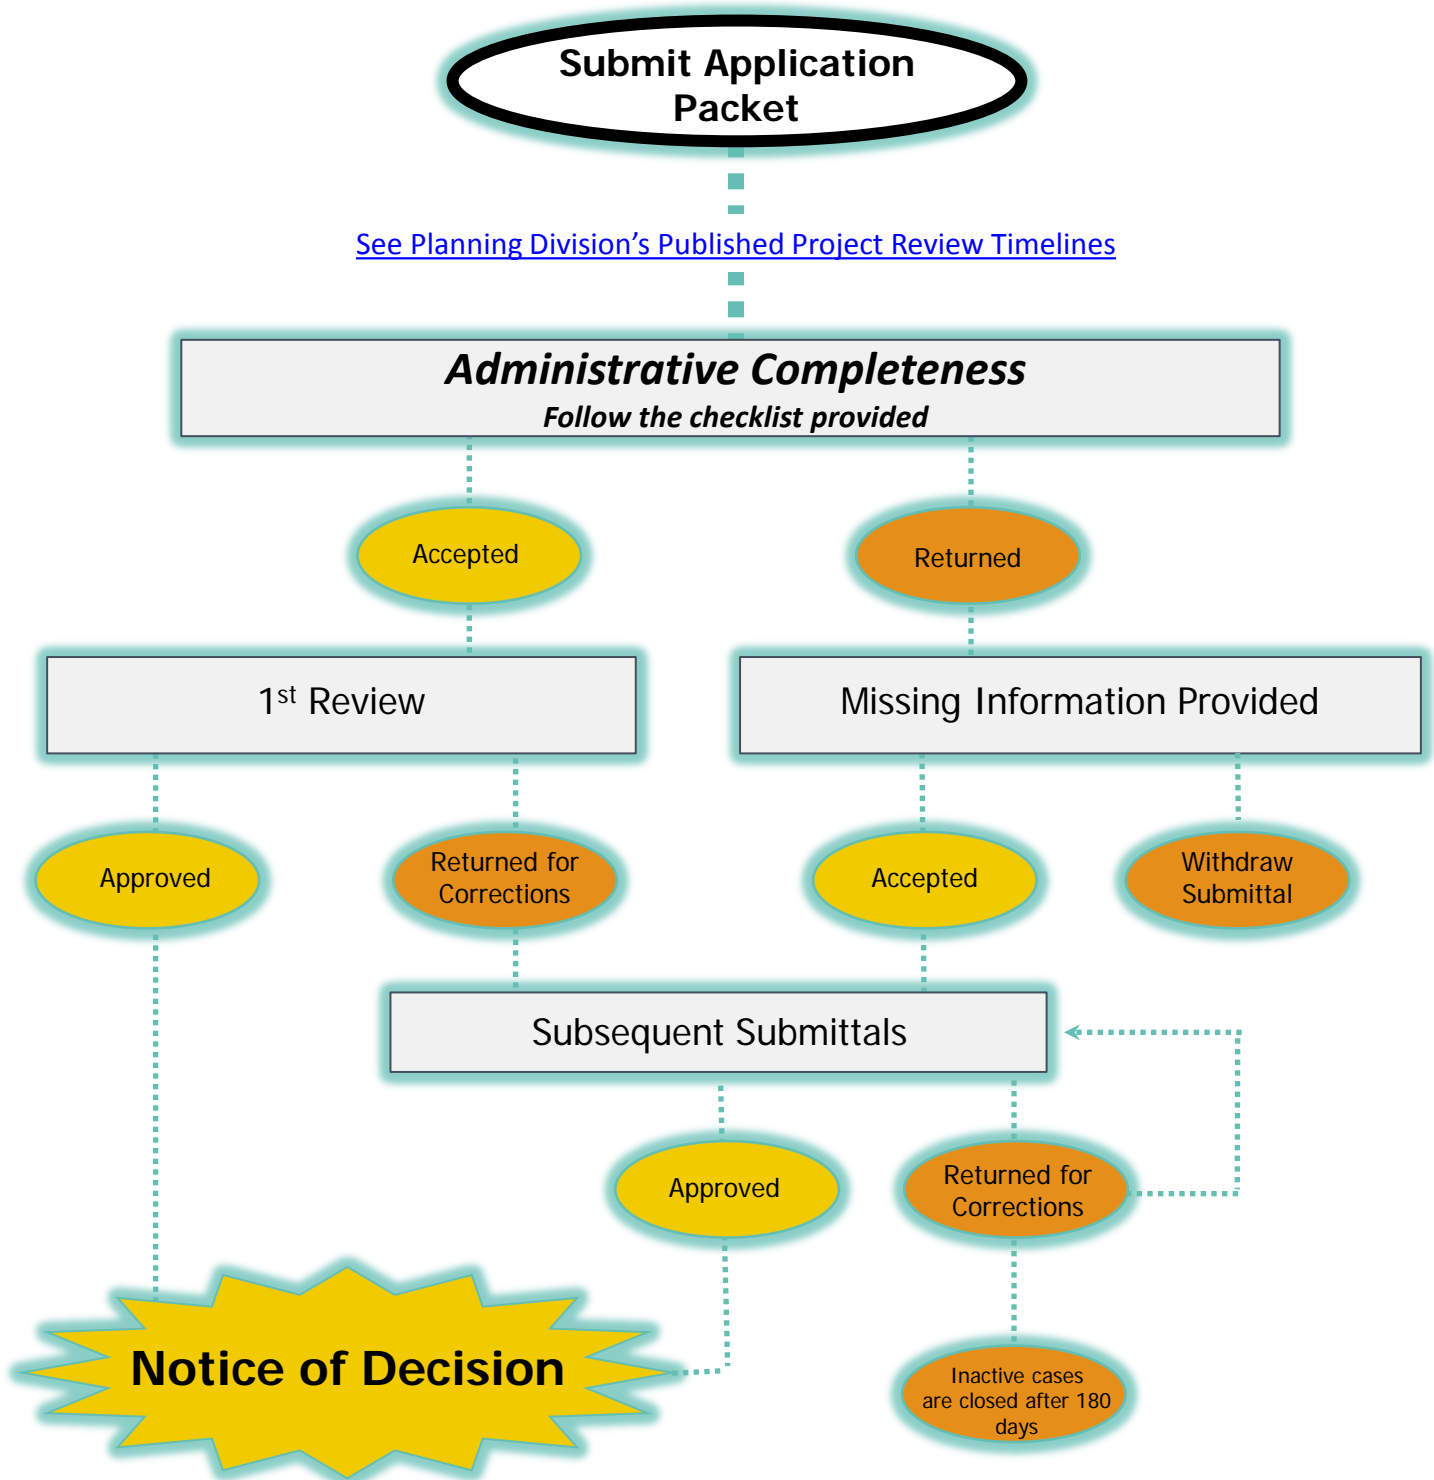 Submit Application
Packet
See Planning Division’s Published Project Review Timelines
Administrative Completeness
Follow the checklist provided
Accepted
Returned
1st Review
Missing Information Provided
Approved
Returned for
Corrections
Accepted
Withdraw
Submittal
Subsequent Submittals
Approved
Returned for
Corrections
Notice of Decision
Inactive cases
are closed after 180
days